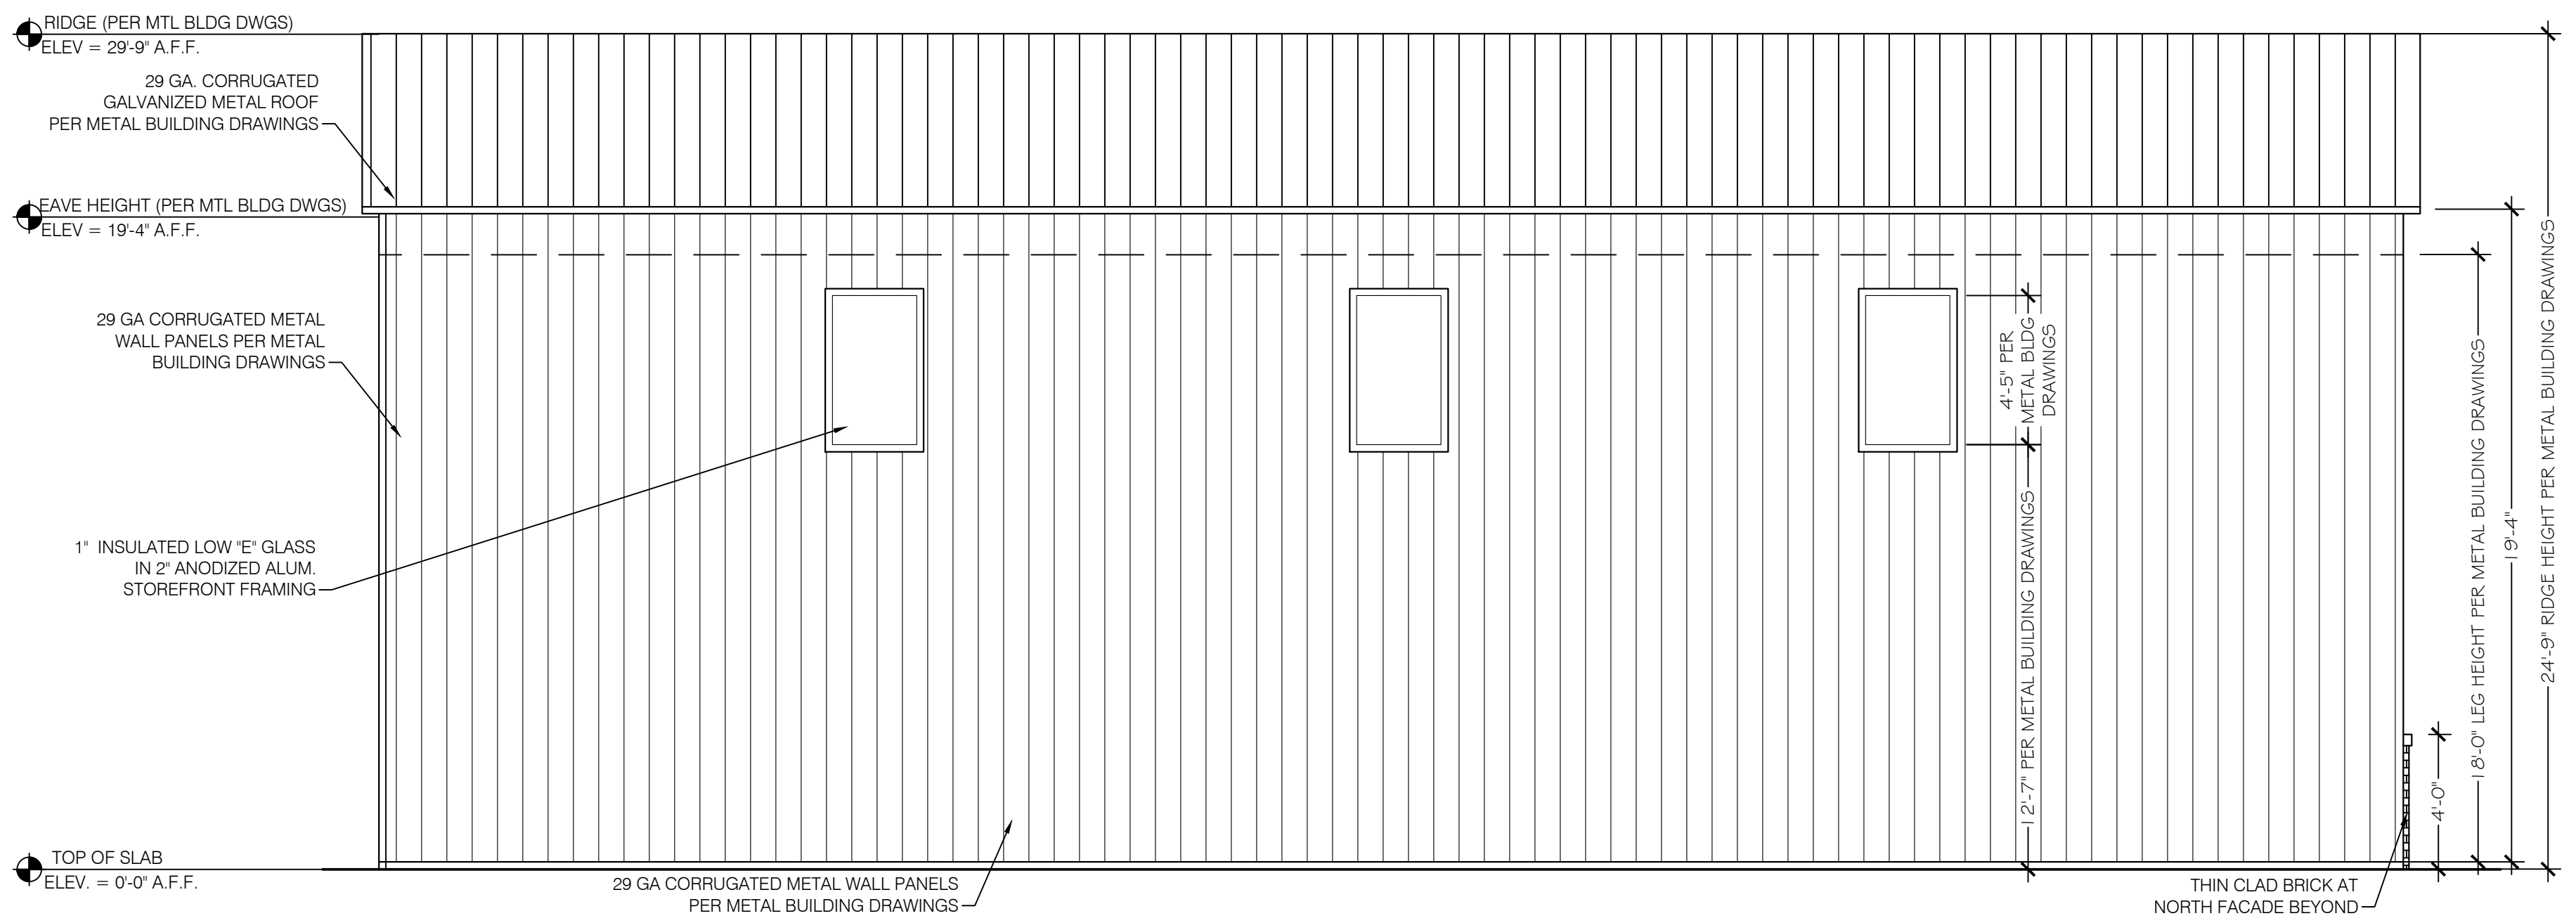 RIDGE (PER MTL BLDG DWGS)
ELEV = 29'-9" A.F.F.
29 GA. CORRUGATED
GALVANIZED METAL ROOF
PER METAL BUILDING DRAWINGS
EAVE HEIGHT (PER MTL BLDG DWGS)
ELEV = 19'-4" A.F.F.
29 GA CORRUGATED METAL
WALL PANELS PER METAL
BUILDING DRAWINGS
1" INSULATED LOW "E" GLASS
IN 2" ANODIZED ALUM.
STOREFRONT FRAMING
TOP OF SLAB
ELEV. = 0'-0" A.F.F.
29 GA CORRUGATED METAL WALL PANELS
PER METAL BUILDING DRAWINGS
4'-5" PER
METAL BLDG
DRAWINGS
12'-7" PER METAL BUILDING DRAWINGS
4'-0"
18'-0" LEG HEIGHT PER METAL BUILDING DRAWINGS
19'-4"
24'-9" RIDGE HEIGHT PER METAL BUILDING DRAWINGS
THIN CLAD BRICK AT
NORTH FACADE BEYOND